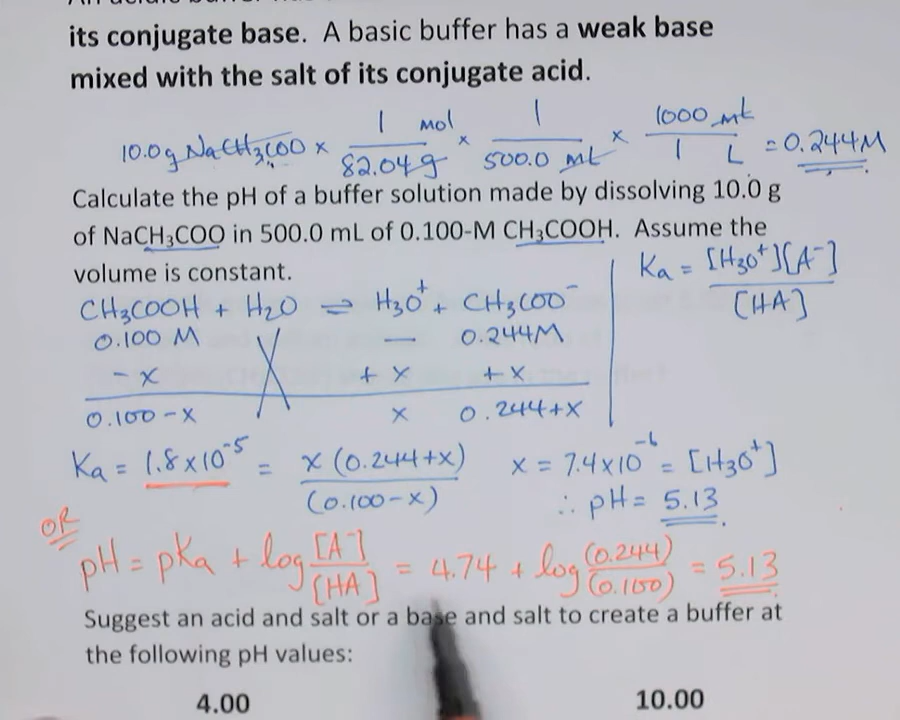 its conjugate base. A basic buffer has a weak base
mixed with the salt of its conjugate acid.
10.0g NaCH₃COO × 1 mol / 82.04g × 1 / 500.0 mL × 1000 mL / 1 L = 0.244M
Calculate the pH of a buffer solution made by dissolving 10.0 g
of NaCH₃COO in 500.0 mL of 0.100-M CH₃COOH. Assume the
volume is constant.
Ka = [H₃O⁺][A⁻] / [HA]
CH₃COOH + H₂O ⇌ H₃O⁺ + CH₃COO⁻
0.100 M — 0.244M
- x + x + x
0.100 - x x 0.244+x
Ka = 1.8×10⁻⁵ = x (0.244+x) / (0.100-x) x = 7.4×10⁻⁶ = [H₃O⁺]
∴ pH = 5.13
OR
pH = pKa + log [A⁻] / [HA] = 4.74 + log (0.244) / (0.100) = 5.13
Suggest an acid and salt or a base and salt to create a buffer at
the following pH values:
4.00 10.00